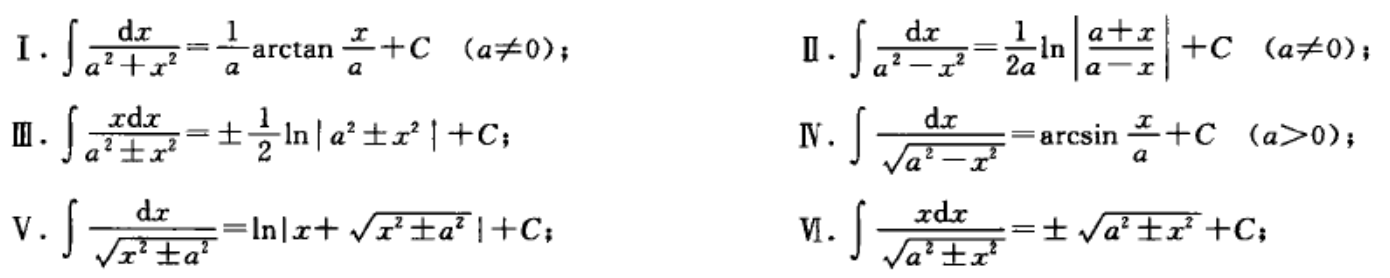 Ⅰ. ∫ dx/(a²+x²) = (1/a) arctan (x/a) + C (a≠0); Ⅱ. ∫ dx/(a²−x²) = (1/2a) ln |(a+x)/(a−x)| + C (a≠0);
Ⅲ. ∫ xdx/(a²±x²) = ±(1/2) ln|a²±x²| + C; Ⅳ. ∫ dx/√(a²−x²) = arcsin (x/a) + C (a>0);
Ⅴ. ∫ dx/√(x²±a²) = ln|x+√(x²±a²)| + C; Ⅵ. ∫ xdx/√(a²±x²) = ±√(a²±x²) + C;